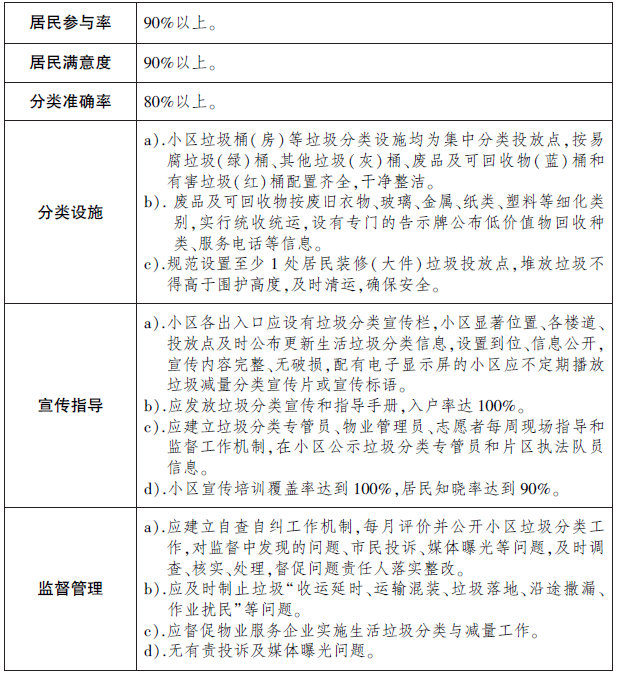 居民参与率 90%以上。
居民满意度 90%以上。
分类准确率 80%以上。
分类设施
a).小区垃圾桶(房)等垃圾分类设施均为集中分类投放点,按易
腐垃圾(绿)桶、其他垃圾(灰)桶、废品及可回收物(蓝)桶和
有害垃圾(红)桶配置齐全,干净整洁。
b). 废品及可回收物按废旧衣物、玻璃、金属、纸类、塑料等细化类
别,实行统收统运,设有专门的告示牌公布低价值物回收种
类、服务电话等信息。
c).规范设置至少 1 处居民装修(大件)垃圾投放点,堆放垃圾不
得高于围护高度,及时清运,确保安全。
宣传指导
a).小区各出入口应设有垃圾分类宣传栏,小区显著位置、各楼道、
投放点及时公布更新生活垃圾分类信息,设置到位、信息公开,
宣传内容完整、无破损,配有电子显示屏的小区应不定期播放
垃圾减量分类宣传片或宣传标语。
b).应发放垃圾分类宣传和指导手册,入户率达 100%。
c).应建立垃圾分类专管员、物业管理员、志愿者每周现场指导和
监督工作机制,在小区公示垃圾分类专管员和片区执法队员
信息。
d).小区宣传培训覆盖率达到 100%,居民知晓率达到 90%。
监督管理
a).应建立自查自纠工作机制,每月评价并公开小区垃圾分类工
作,对监督中发现的问题、市民投诉、媒体曝光等问题,及时调
查、核实、处理,督促问题责任人落实整改。
b).应及时制止垃圾“收运延时、运输混装、垃圾落地、沿途撒漏、
作业扰民”等问题。
c).应督促物业服务企业实施生活垃圾分类与减量工作。
d).无有责投诉及媒体曝光问题。